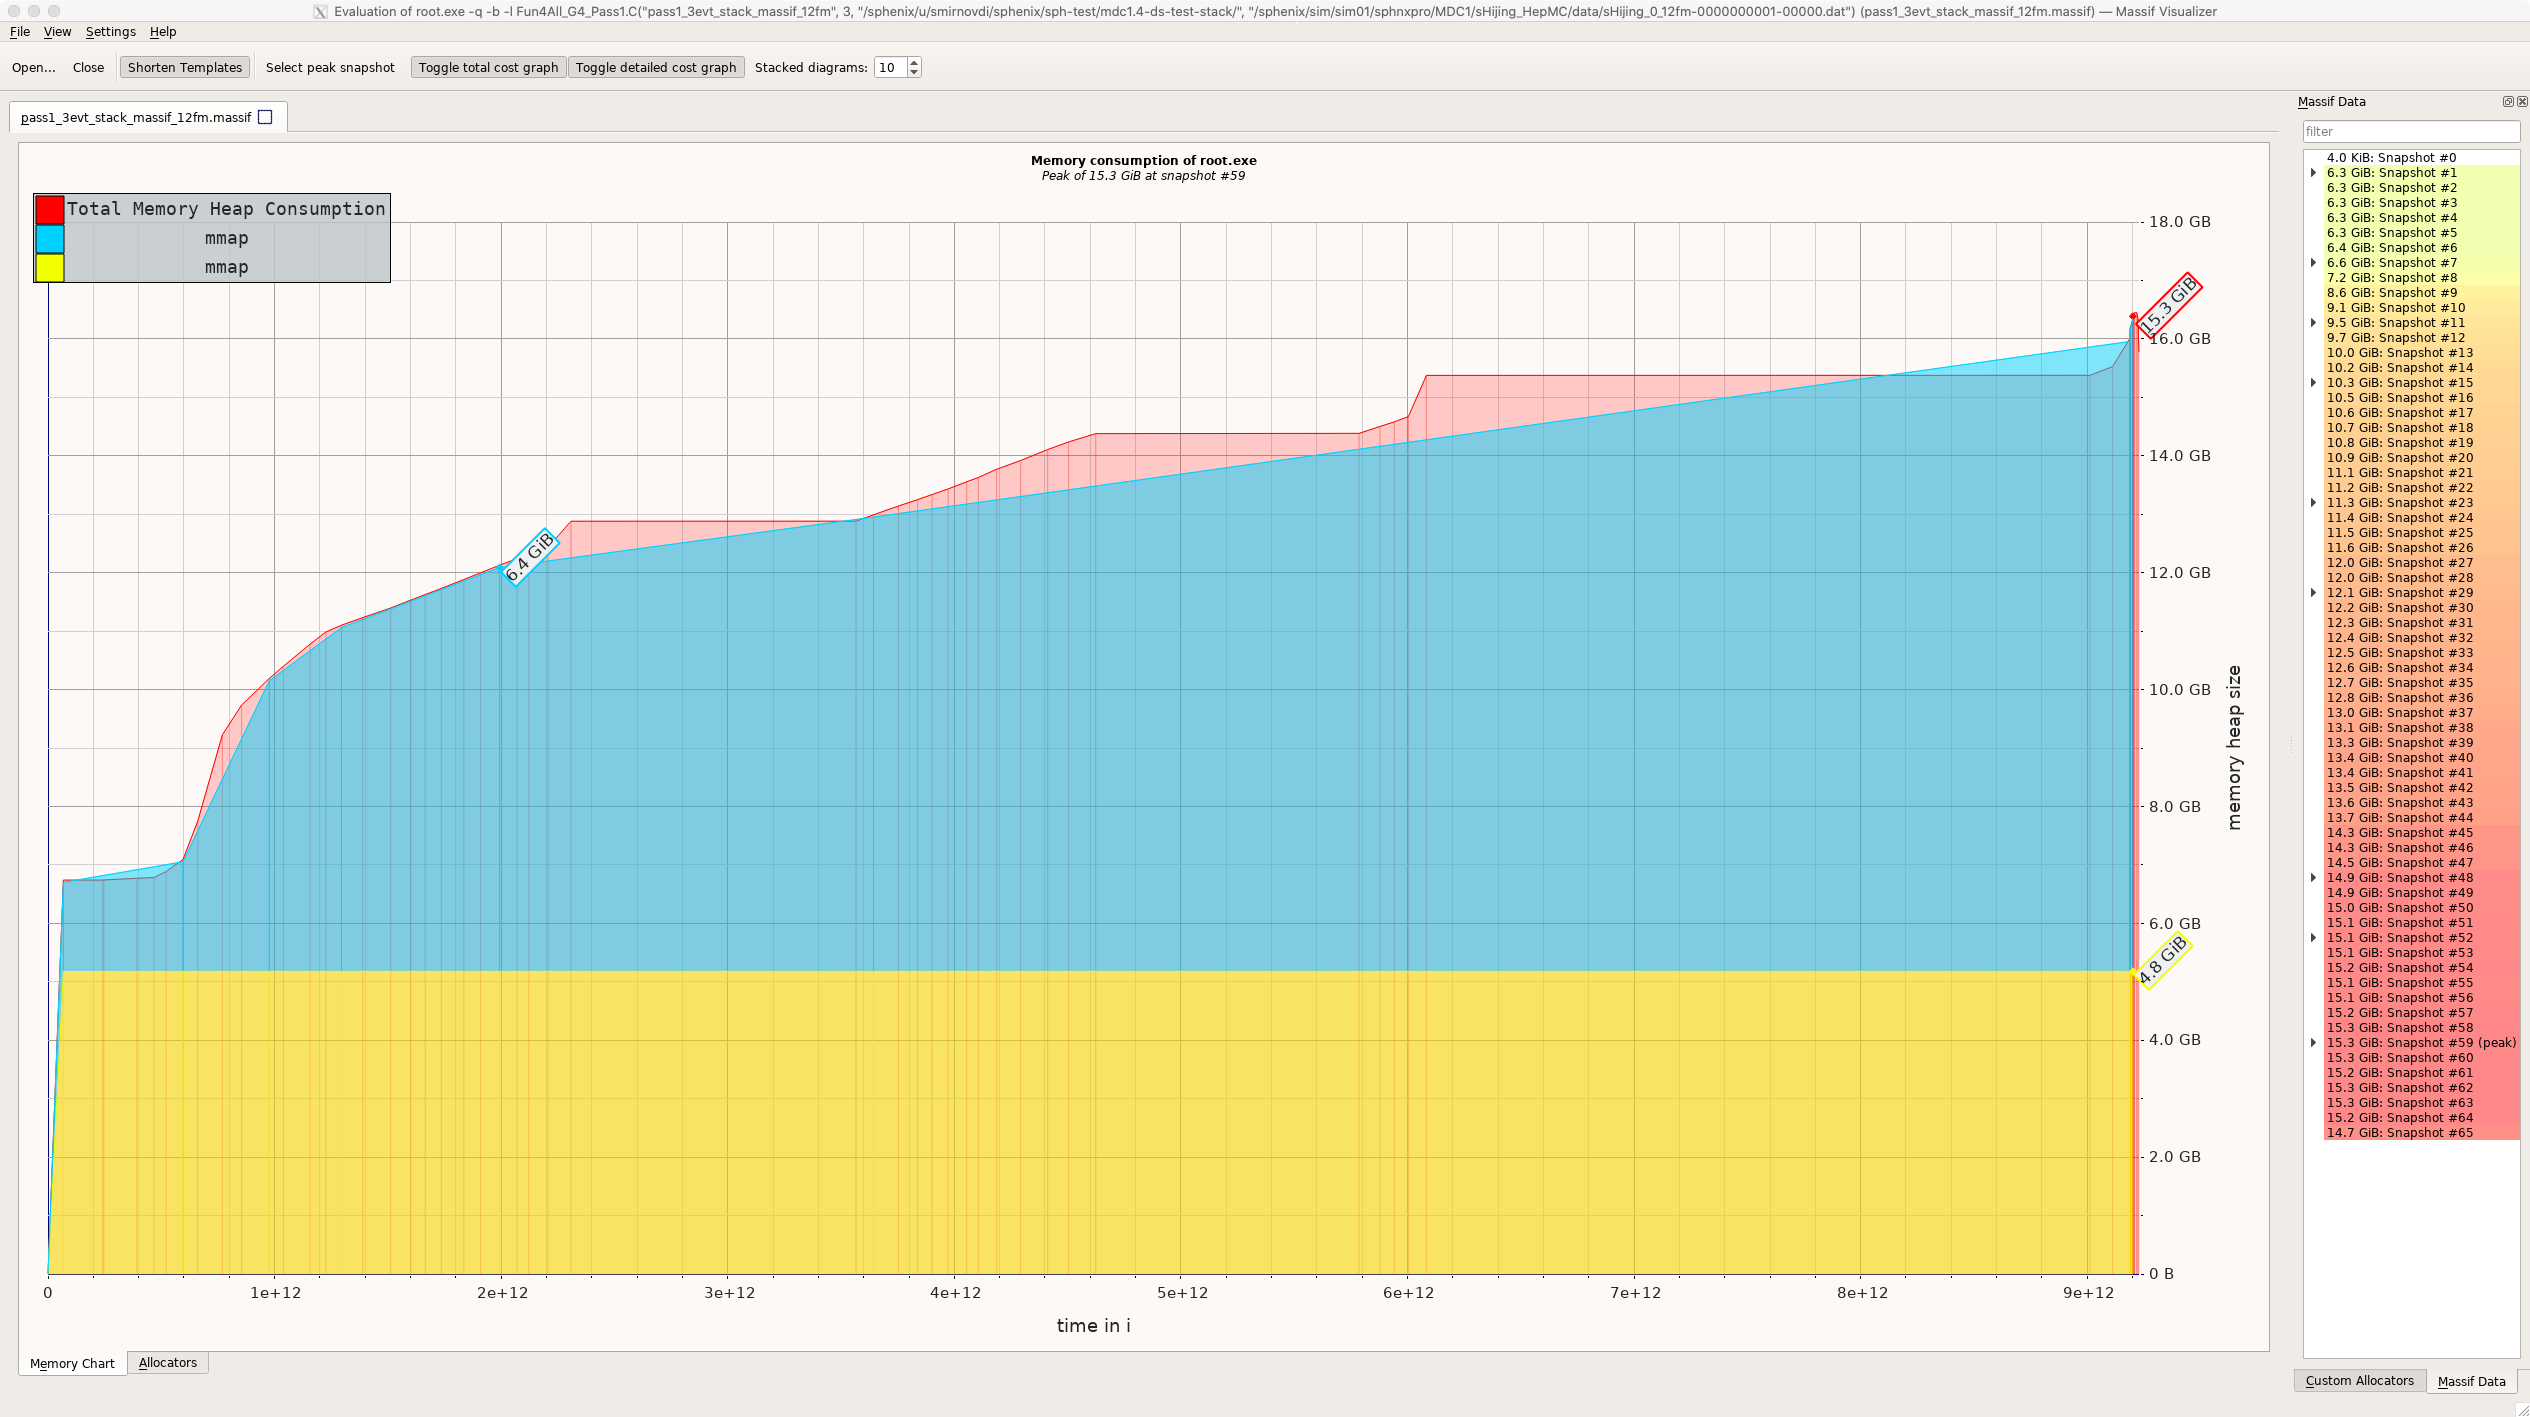 Evaluation of root.exe -q -b -l Fun4All_G4_Pass1.C("pass1_3evt_stack_massif_12fm", 3, "/sphenix/u/smirnovdj/sphenix/sph-test/mdc1.4-ds-test-stack/", "/sphenix/sim/sim01/sphnxpro/MDC1/sHijing_HepMC/data/sHijing_0_12fm-0000000001-00000.dat") (pass1_3evt_stack_massif_12fm.massif) — Massif Visualizer
File View Settings Help
Open... Close Shorten Templates Select peak snapshot Toggle total cost graph Toggle detailed cost graph Stacked diagrams: 10
pass1_3evt_stack_massif_12fm.massif
Memory consumption of root.exe
Peak of 15.3 GiB at snapshot #59
Total Memory Heap Consumption
mmap
mmap
18.0 GB
16.0 GB
14.0 GB
12.0 GB
10.0 GB
8.0 GB
6.0 GB
4.0 GB
2.0 GB
0 B
15.3 GiB
6.4 GiB
4.8 GiB
memory heap size
0 1e+12 2e+12 3e+12 4e+12 5e+12 6e+12 7e+12 8e+12 9e+12
time in i
Memory Chart Allocators
Massif Data
filter
4.0 KiB: Snapshot #0
6.3 GiB: Snapshot #1
6.3 GiB: Snapshot #2
6.3 GiB: Snapshot #3
6.3 GiB: Snapshot #4
6.3 GiB: Snapshot #5
6.4 GiB: Snapshot #6
6.6 GiB: Snapshot #7
7.2 GiB: Snapshot #8
8.6 GiB: Snapshot #9
9.1 GiB: Snapshot #10
9.5 GiB: Snapshot #11
9.7 GiB: Snapshot #12
10.0 GiB: Snapshot #13
10.2 GiB: Snapshot #14
10.3 GiB: Snapshot #15
10.5 GiB: Snapshot #16
10.6 GiB: Snapshot #17
10.7 GiB: Snapshot #18
10.8 GiB: Snapshot #19
10.9 GiB: Snapshot #20
11.1 GiB: Snapshot #21
11.2 GiB: Snapshot #22
11.3 GiB: Snapshot #23
11.4 GiB: Snapshot #24
11.5 GiB: Snapshot #25
11.6 GiB: Snapshot #26
12.0 GiB: Snapshot #27
12.0 GiB: Snapshot #28
12.1 GiB: Snapshot #29
12.2 GiB: Snapshot #30
12.3 GiB: Snapshot #31
12.4 GiB: Snapshot #32
12.5 GiB: Snapshot #33
12.6 GiB: Snapshot #34
12.7 GiB: Snapshot #35
12.8 GiB: Snapshot #36
13.0 GiB: Snapshot #37
13.1 GiB: Snapshot #38
13.3 GiB: Snapshot #39
13.4 GiB: Snapshot #40
13.4 GiB: Snapshot #41
13.5 GiB: Snapshot #42
13.6 GiB: Snapshot #43
13.7 GiB: Snapshot #44
14.3 GiB: Snapshot #45
14.3 GiB: Snapshot #46
14.5 GiB: Snapshot #47
14.9 GiB: Snapshot #48
14.9 GiB: Snapshot #49
15.0 GiB: Snapshot #50
15.1 GiB: Snapshot #51
15.1 GiB: Snapshot #52
15.1 GiB: Snapshot #53
15.2 GiB: Snapshot #54
15.1 GiB: Snapshot #55
15.1 GiB: Snapshot #56
15.2 GiB: Snapshot #57
15.3 GiB: Snapshot #58
15.3 GiB: Snapshot #59 (peak)
15.3 GiB: Snapshot #60
15.2 GiB: Snapshot #61
15.3 GiB: Snapshot #62
15.3 GiB: Snapshot #63
15.2 GiB: Snapshot #64
14.7 GiB: Snapshot #65
Custom Allocators Massif Data